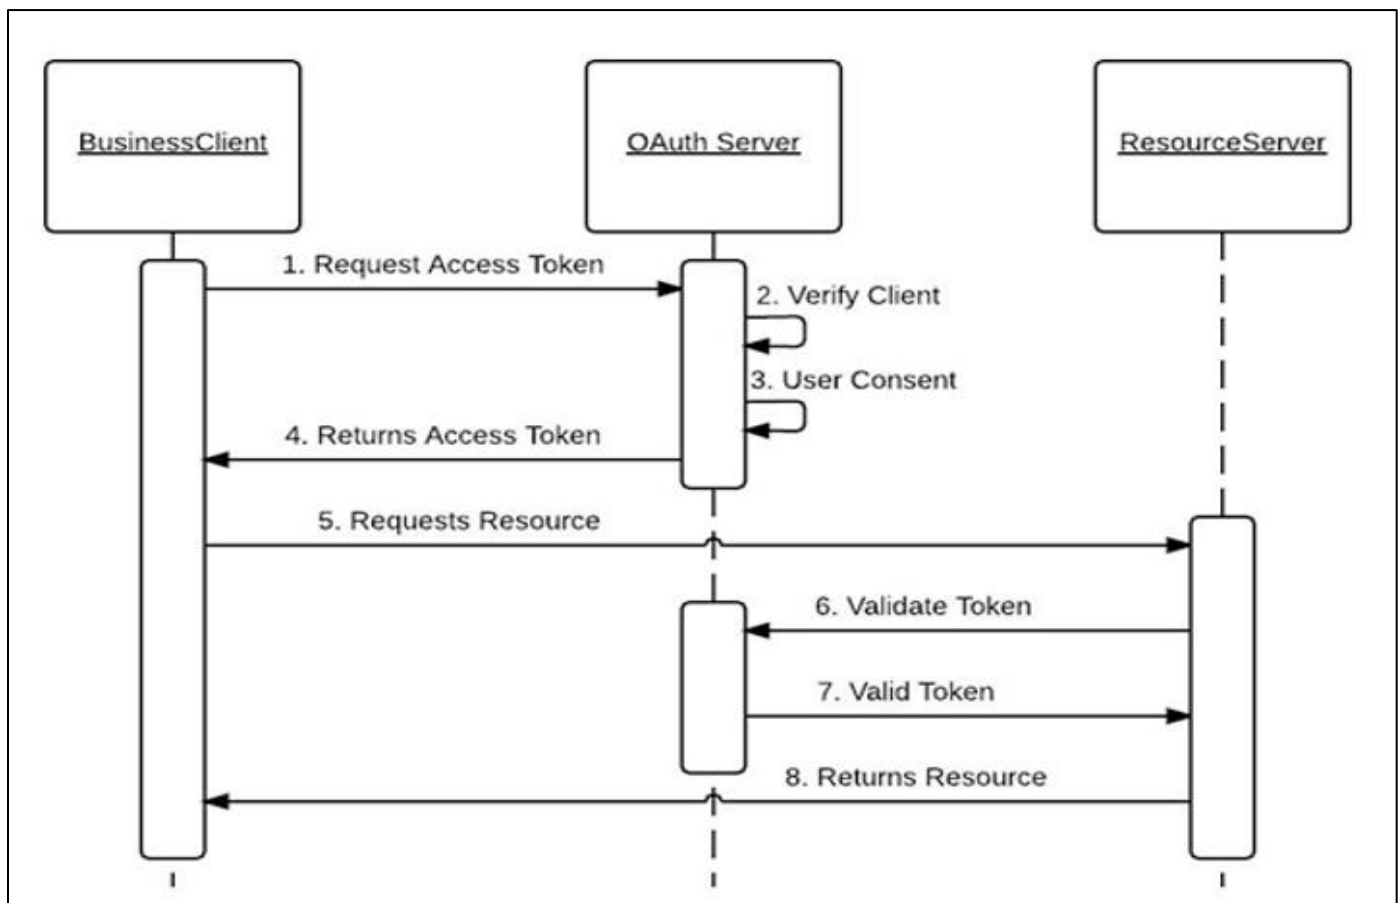 BusinessClient
OAuth Server
ResourceServer
1. Request Access Token
2. Verify Client
3. User Consent
4. Returns Access Token
5. Requests Resource
6. Validate Token
7. Valid Token
8. Returns Resource